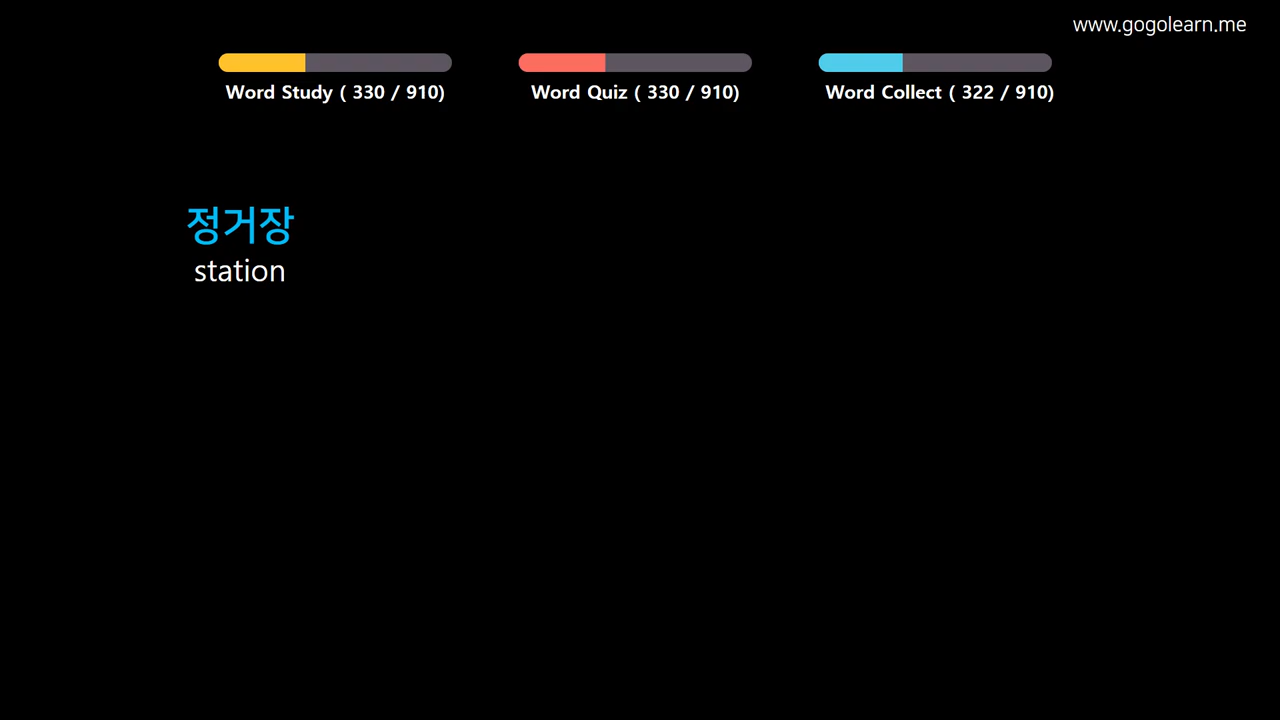 www.gogolearn.me
Word Study ( 330 / 910)
Word Quiz ( 330 / 910)
Word Collect ( 322 / 910)
정거장
station